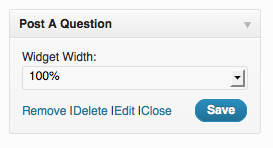 Post A Question
Widget Width:
100%
Remove |Delete |Edit |Close
Save